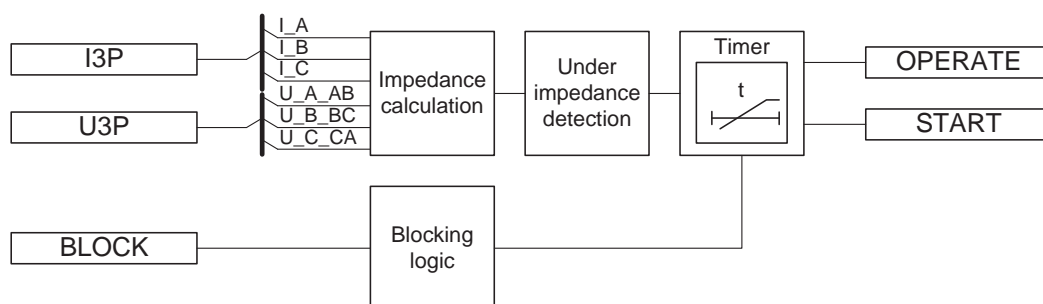 I_A
I_B
I_C
U_A_AB
U_B_BC
U_C_CA
I3P
U3P
Impedance
calculation
Under
impedance
detection
Timer
t
OPERATE
START
BLOCK
Blocking
logic